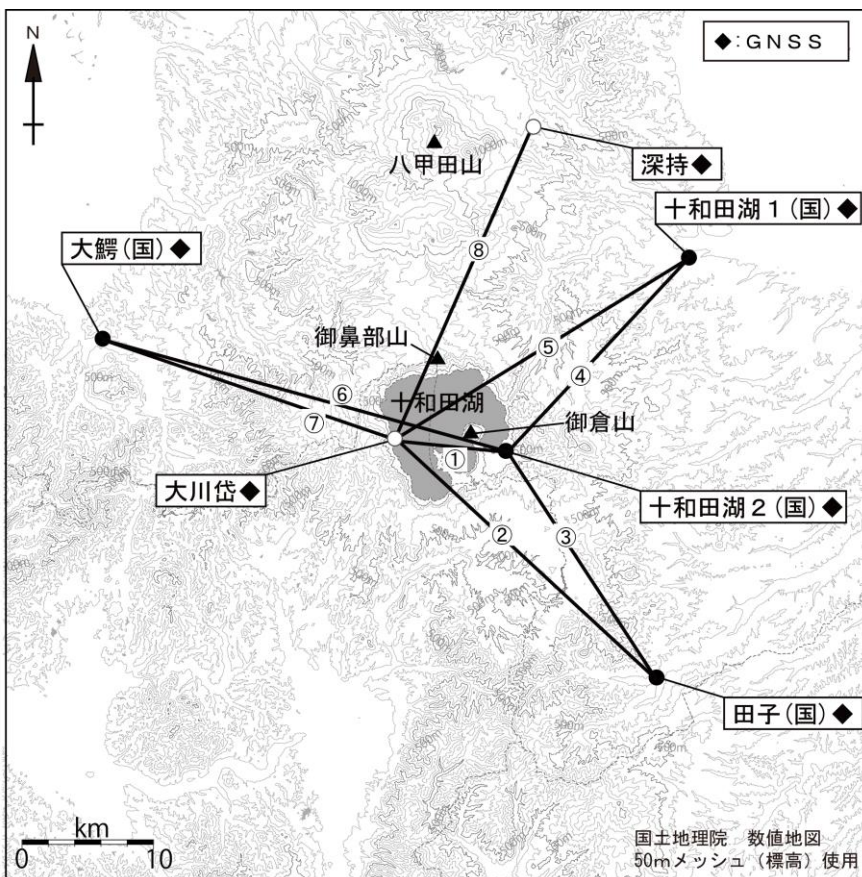 N
◆:GNSS
八甲田山
深持◆
十和田湖1(国)◆
大鰐(国)◆
⑧
御鼻部山
⑤
④
⑥
十和田湖
⑦
御倉山
①
大川岱◆
十和田湖2(国)◆
②
③
田子(国)◆
km
0 10
国土地理院 数値地図
50mメッシュ(標高)使用
500m
1000m